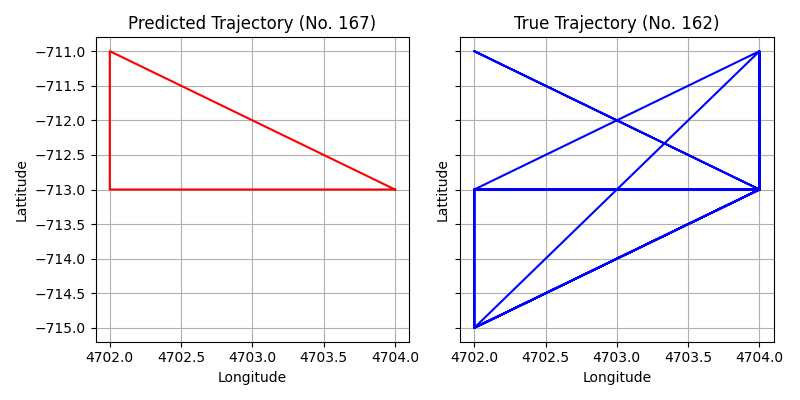 Predicted Trajectory (No. 167)
True Trajectory (No. 162)
−711.0
−711.5
−712.0
−712.5
−713.0
−713.5
−714.0
−714.5
−715.0
Lattitude
Lattitude
4702.0 4702.5 4703.0 4703.5 4704.0
4702.0 4702.5 4703.0 4703.5 4704.0
Longitude
Longitude